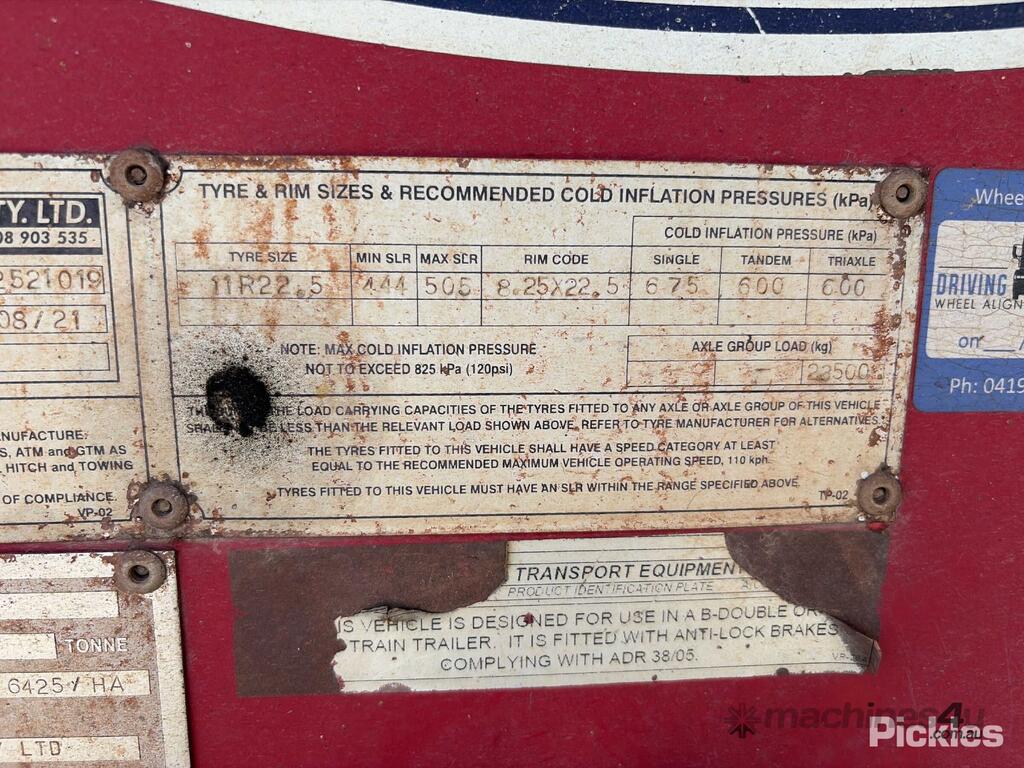 TY. LTD.
08 903 535
2521019
08/21
MANUFACTURE:
S, ATM and GTM AS
HITCH and TOWING
OF COMPLIANCE.
VP-02
TYRE & RIM SIZES & RECOMMENDED COLD INFLATION PRESSURES (kPa)
COLD INFLATION PRESSURE (kPa)
TYRE SIZE MIN SLR MAX SLR RIM CODE SINGLE TANDEM TRIAXLE
11R22.5 444 505 8.25X22.5 675 600 600
NOTE: MAX COLD INFLATION PRESSURE
NOT TO EXCEED 825 kPa (120psi)
AXLE GROUP LOAD (kg)
22500
THE LOAD CARRYING CAPACITIES OF THE TYRES FITTED TO ANY AXLE OR AXLE GROUP OF THIS VEHICLE
BE LESS THAN THE RELEVANT LOAD SHOWN ABOVE. REFER TO TYRE MANUFACTURER FOR ALTERNATIVES.
THE TYRES FITTED TO THIS VEHICLE SHALL HAVE A SPEED CATEGORY AT LEAST
EQUAL TO THE RECOMMENDED MAXIMUM VEHICLE OPERATING SPEED, 110 kph.
TYRES FITTED TO THIS VEHICLE MUST HAVE AN SLR WITHIN THE RANGE SPECIFIED ABOVE.
TP-02
Whee
DRIVING
WHEEL ALIGN
on __/
Ph: 0419
TONNE
6425/HA
Y LTD
TRANSPORT EQUIPMEN
PRODUCT IDENTIFICATION PLATE
IS VEHICLE IS DESIGNED FOR USE IN A B-DOUBLE OR
TRAIN TRAILER. IT IS FITTED WITH ANTI-LOCK BRAKES
COMPLYING WITH ADR 38/05.
machines4u
.com.au
Pickles